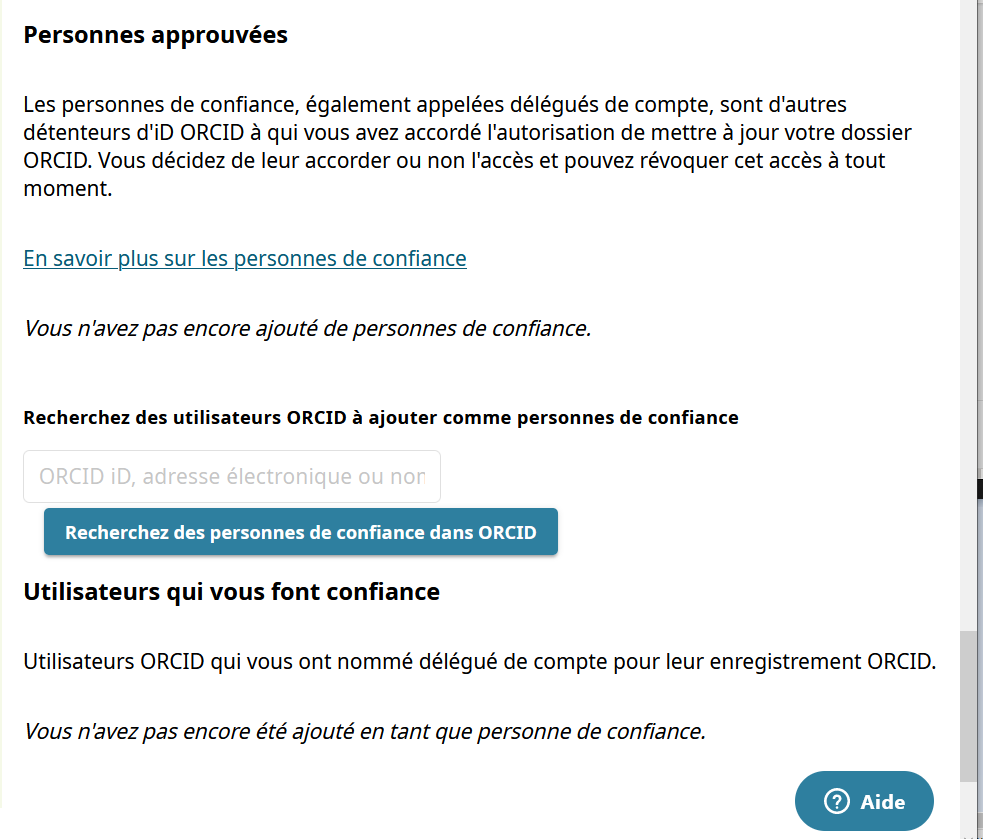 Personnes approuvées
Les personnes de confiance, également appelées délégués de compte, sont d'autres
détenteurs d'iD ORCID à qui vous avez accordé l'autorisation de mettre à jour votre dossier
ORCID. Vous décidez de leur accorder ou non l'accès et pouvez révoquer cet accès à tout
moment.
En savoir plus sur les personnes de confiance
Vous n'avez pas encore ajouté de personnes de confiance.
Recherchez des utilisateurs ORCID à ajouter comme personnes de confiance
ORCID iD, adresse électronique ou
Recherchez des personnes de confiance dans ORCID
Utilisateurs qui vous font confiance
Utilisateurs ORCID qui vous ont nommé délégué de compte pour leur enregistrement ORCID.
Vous n'avez pas encore été ajouté en tant que personne de confiance.
Aide